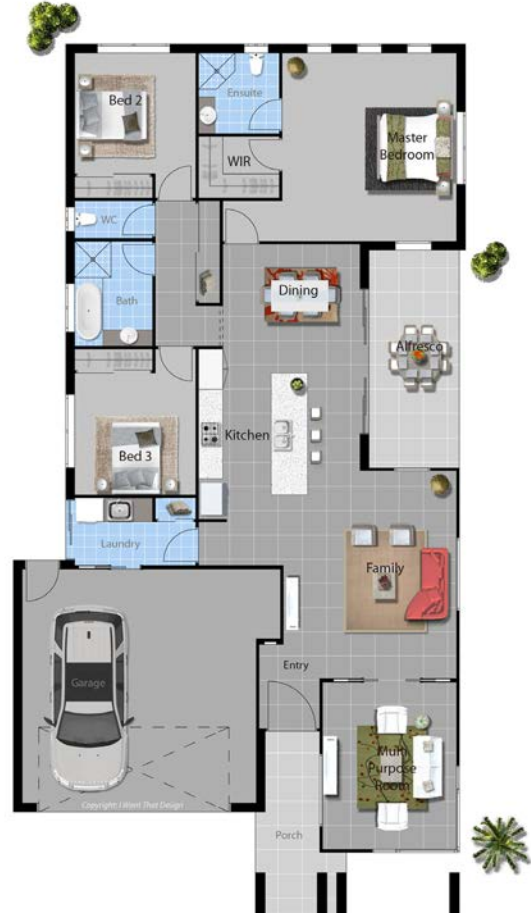 Bed 2
Ensuite
WIR
Master
Bedroom
WC
Bath
Dining
Alfresco
Kitchen
Bed 3
Laundry
Family
Garage
Entry
Multi
Purpose
Room
Copyright I Want That Design
Porch